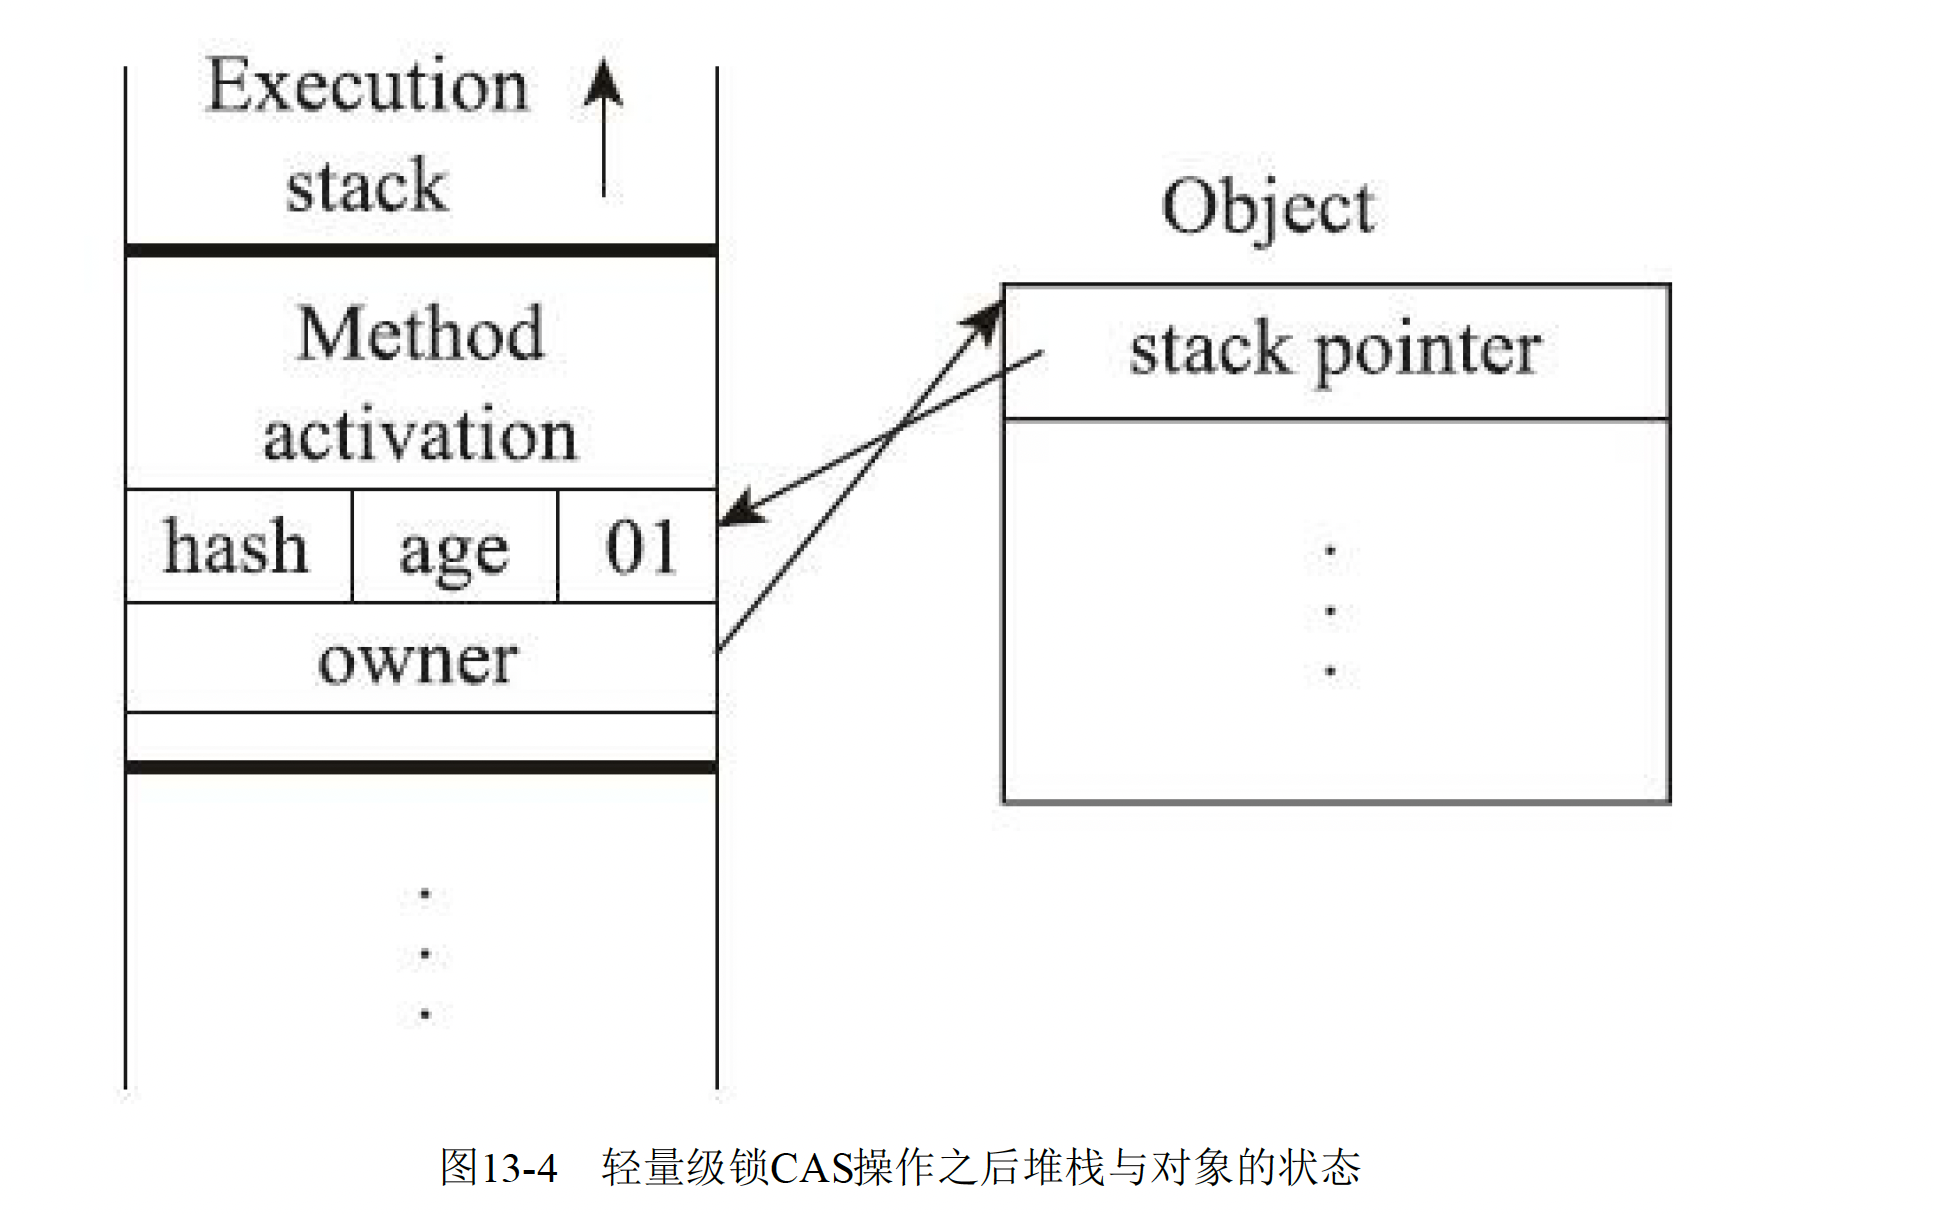 Execution
stack
Method
activation
hash age 01
owner
Object
stack pointer
图13-4 轻量级锁CAS操作之后堆栈与对象的状态